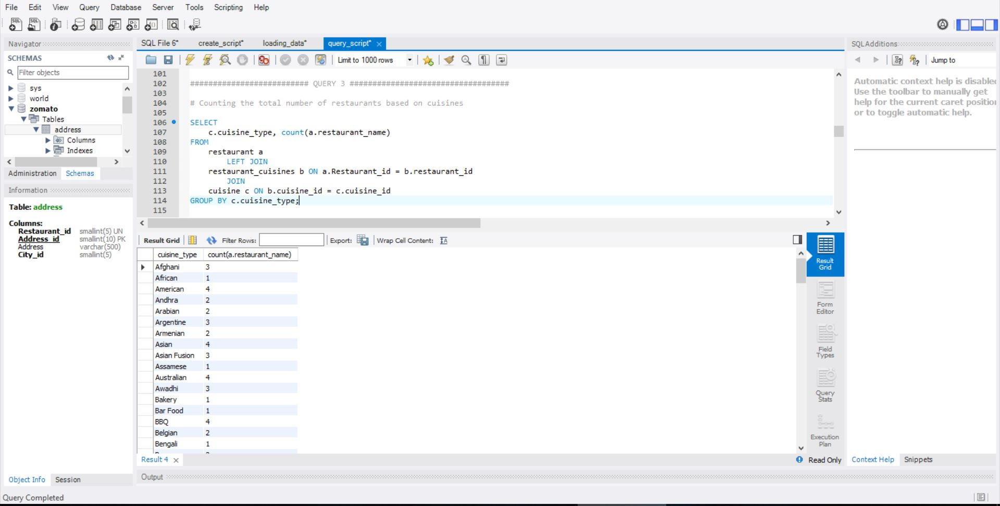 File Edit View Query Database Server Tools Scripting Help
Navigator
SCHEMAS
Filter objects
sys
world
zomato
Tables
address
Columns
Indexes
Administration Schemas
Information
Table: address
Columns:
Restaurant_id smallint(5) UN
Address_id smallint(10) PK
Address varchar(500)
City_id smallint(5)
Object Info Session
SQL File 6* create_script* loading_data* query_script*
Limit to 1000 rows
101
102 ########################## QUERY 3 ###################################
103
104 # Counting the total number of restaurants based on cuisines
105
106 SELECT
107 c.cuisine_type, count(a.restaurant_name)
108 FROM
109 restaurant a
110 LEFT JOIN
111 restaurant_cuisines b ON a.Restaurant_id = b.restaurant_id
112 JOIN
113 cuisine c ON b.cuisine_id = c.cuisine_id
114 GROUP BY c.cuisine_type;
115
Result Grid Filter Rows: Export: Wrap Cell Content:
cuisine_type count(a.restaurant_name)
Afghani 3
African 1
American 4
Andhra 2
Arabian 2
Argentine 3
Armenian 2
Asian 4
Asian Fusion 3
Assamese 1
Australian 4
Awadhi 3
Bakery 1
Bar Food 1
BBQ 4
Belgian 2
Bengali 1
Result Grid
Form Editor
Field Types
Query Stats
Execution Plan
Result 4
Read Only
Output
SQLAdditions
Jump to
Automatic context help is disabled
Use the toolbar to manually get
help for the current caret position
or to toggle automatic help.
Context Help Snippets
Query Completed